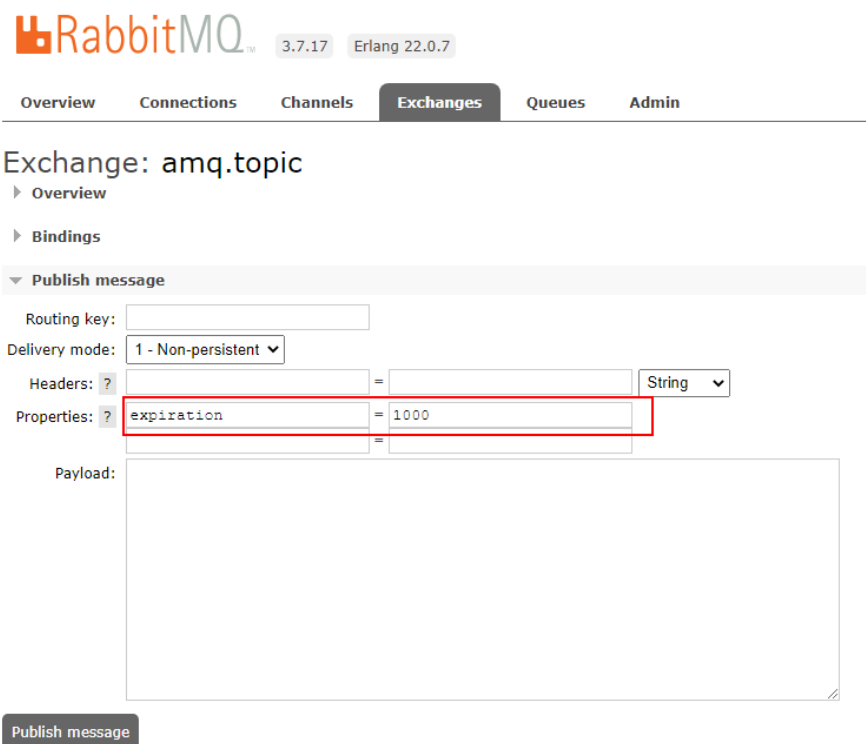 RabbitMQ™ 3.7.17 Erlang 22.0.7
Overview Connections Channels Exchanges Queues Admin
Exchange: amq.topic
Overview
Bindings
Publish message
Routing key:
Delivery mode: 1 - Non-persistent
Headers: ? = String
Properties: ? expiration = 1000
=
Payload:
Publish message